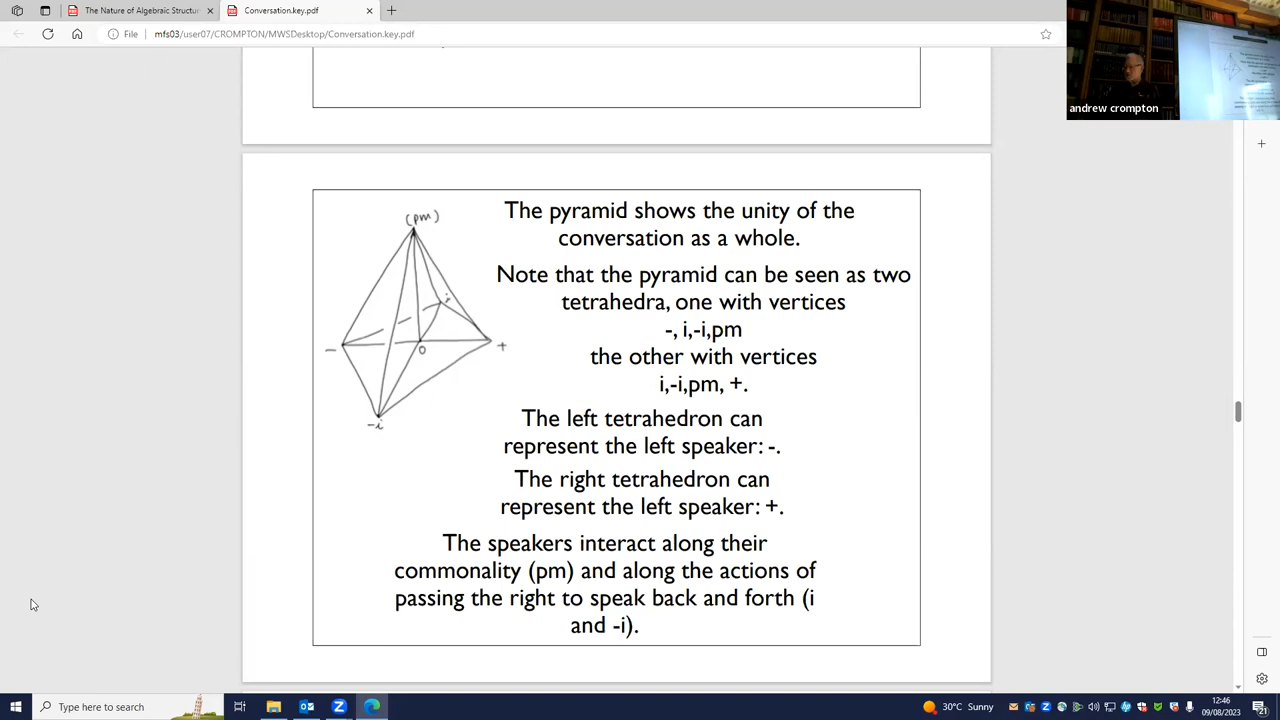 The Nature of Algebraic Structu
Conversation.key.pdf
File
mfs03/user07/CROMPTON/MWSDesktop/Conversation.key.pdf
andrew crompton
(pm)
i
-
0
+
-i
The pyramid shows the unity of the
conversation as a whole.
Note that the pyramid can be seen as two
tetrahedra, one with vertices
-, i,-i,pm
the other with vertices
i,-i,pm, +.
The left tetrahedron can
represent the left speaker: -.
The right tetrahedron can
represent the left speaker: +.
The speakers interact along their
commonality (pm) and along the actions of
passing the right to speak back and forth (i
and -i).
Type here to search
30°C Sunny
12:46
09/08/2023
21